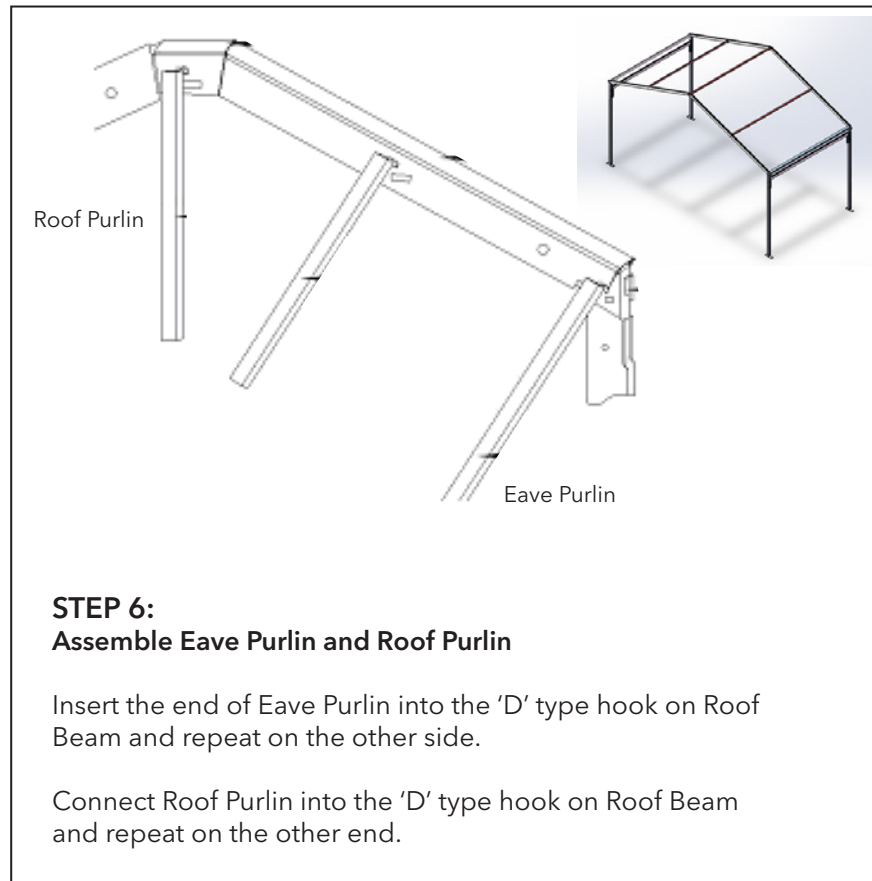 Roof Purlin
Eave Purlin
STEP 6:
Assemble Eave Purlin and Roof Purlin
Insert the end of Eave Purlin into the ‘D’ type hook on Roof
Beam and repeat on the other side.
Connect Roof Purlin into the ‘D’ type hook on Roof Beam
and repeat on the other end.